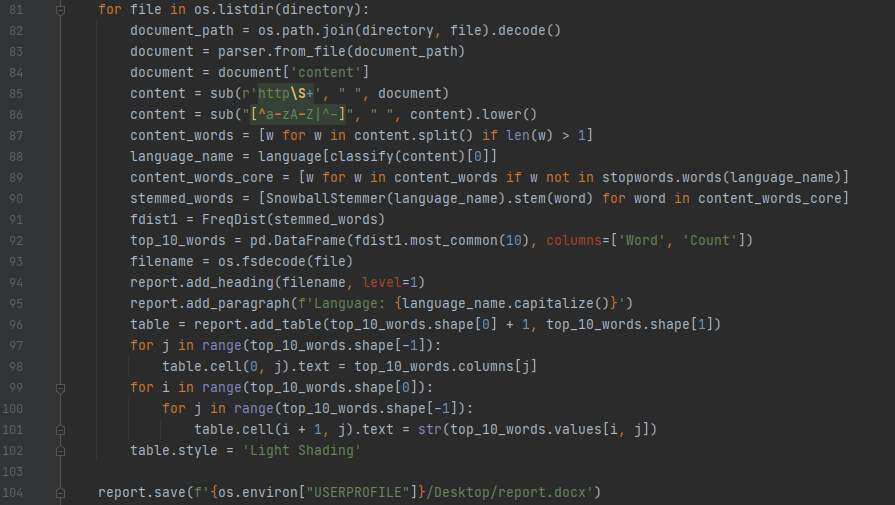 81 for file in os.listdir(directory):
82     document_path = os.path.join(directory, file).decode()
83     document = parser.from_file(document_path)
84     document = document['content']
85     content = sub(r'http\S+', " ", document)
86     content = sub("[^a-zA-Z|^-]", " ", content).lower()
87     content_words = [w for w in content.split() if len(w) > 1]
88     language_name = language[classify(content)[0]]
89     content_words_core = [w for w in content_words if w not in stopwords.words(language_name)]
90     stemmed_words = [SnowballStemmer(language_name).stem(word) for word in content_words_core]
91     fdist1 = FreqDist(stemmed_words)
92     top_10_words = pd.DataFrame(fdist1.most_common(10), columns=['Word', 'Count'])
93     filename = os.fsdecode(file)
94     report.add_heading(filename, level=1)
95     report.add_paragraph(f'Language: {language_name.capitalize()}')
96     table = report.add_table(top_10_words.shape[0] + 1, top_10_words.shape[1])
97     for j in range(top_10_words.shape[-1]):
98         table.cell(0, j).text = top_10_words.columns[j]
99     for i in range(top_10_words.shape[0]):
100         for j in range(top_10_words.shape[-1]):
101             table.cell(i + 1, j).text = str(top_10_words.values[i, j])
102     table.style = 'Light Shading'
103
104 report.save(f'{os.environ["USERPROFILE"]}/Desktop/report.docx')